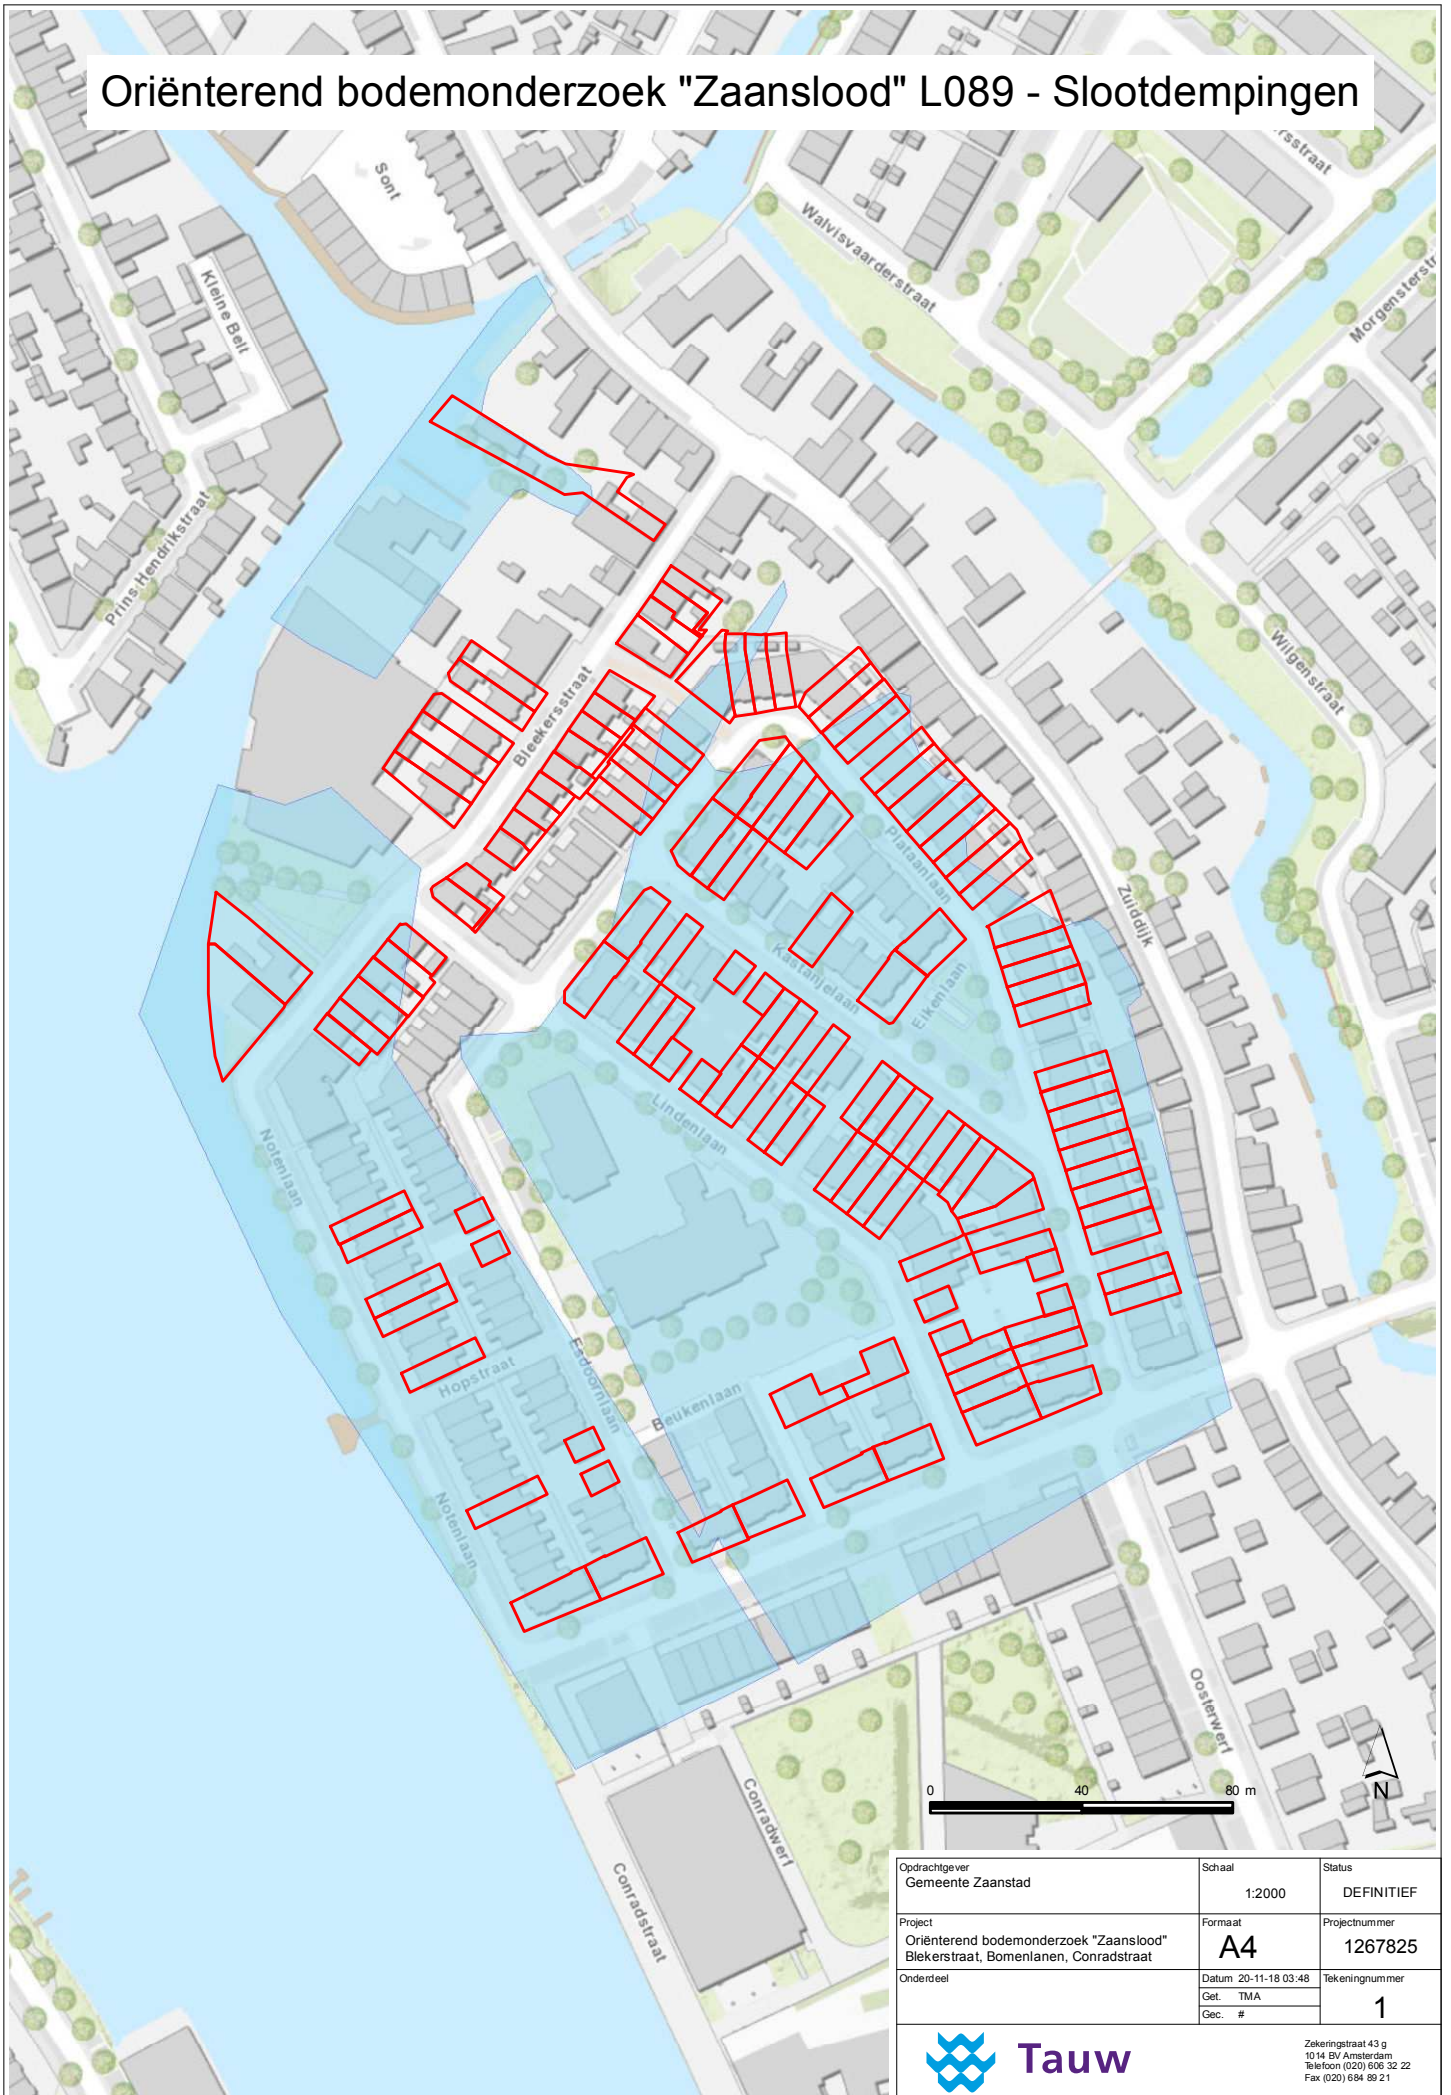 Oriënterend bodemonderzoek "Zaanslood" L089 - Slootdempingen
Sont
Kleine Belt
Prins Hendrikstraat
Walvisvaarderstraat
rsstraat
Morgensterstr
Wilgenstraat
Bleekersstraat
Plataanlaan
Zuiddijk
Kastanjelaan
Eikenlaan
Lindenlaan
Notenlaan
Hopstraat
Esdoornlaan
Beukenlaan
Notenlaan
Oosterwerf
Conradwerf
Conradstraat
0 40 80 m
N
Opdrachtgever
Gemeente Zaanstad
Schaal
1:2000
Status
DEFINITIEF
Project
Oriënterend bodemonderzoek "Zaanslood"
Blekerstraat, Bomenlanen, Conradstraat
Formaat
A4
Projectnummer
1267825
Onderdeel
Datum 20-11-18 03:48
Get. TMA
Gec. #
Tekeningnummer
1
Tauw
Zekeringstraat 43 g
1014 BV Amsterdam
Telefoon (020) 606 32 22
Fax (020) 684 89 21